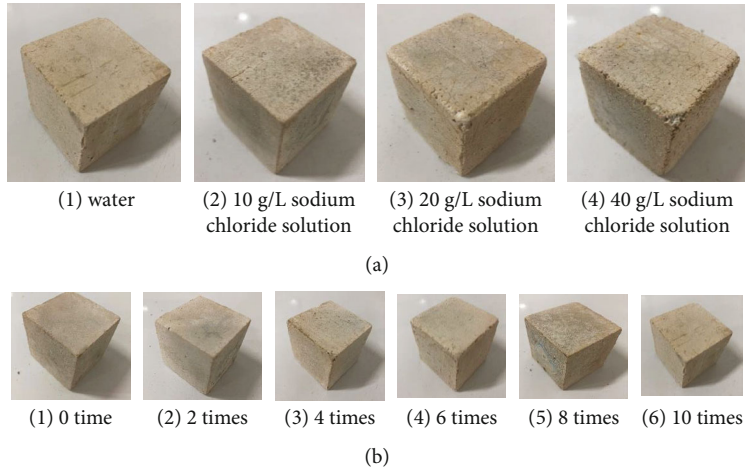 (1) water
(2) 10 g/L sodium
chloride solution
(3) 20 g/L sodium
chloride solution
(4) 40 g/L sodium
chloride solution
(a)
(1) 0 time
(2) 2 times
(3) 4 times
(4) 6 times
(5) 8 times
(6) 10 times
(b)